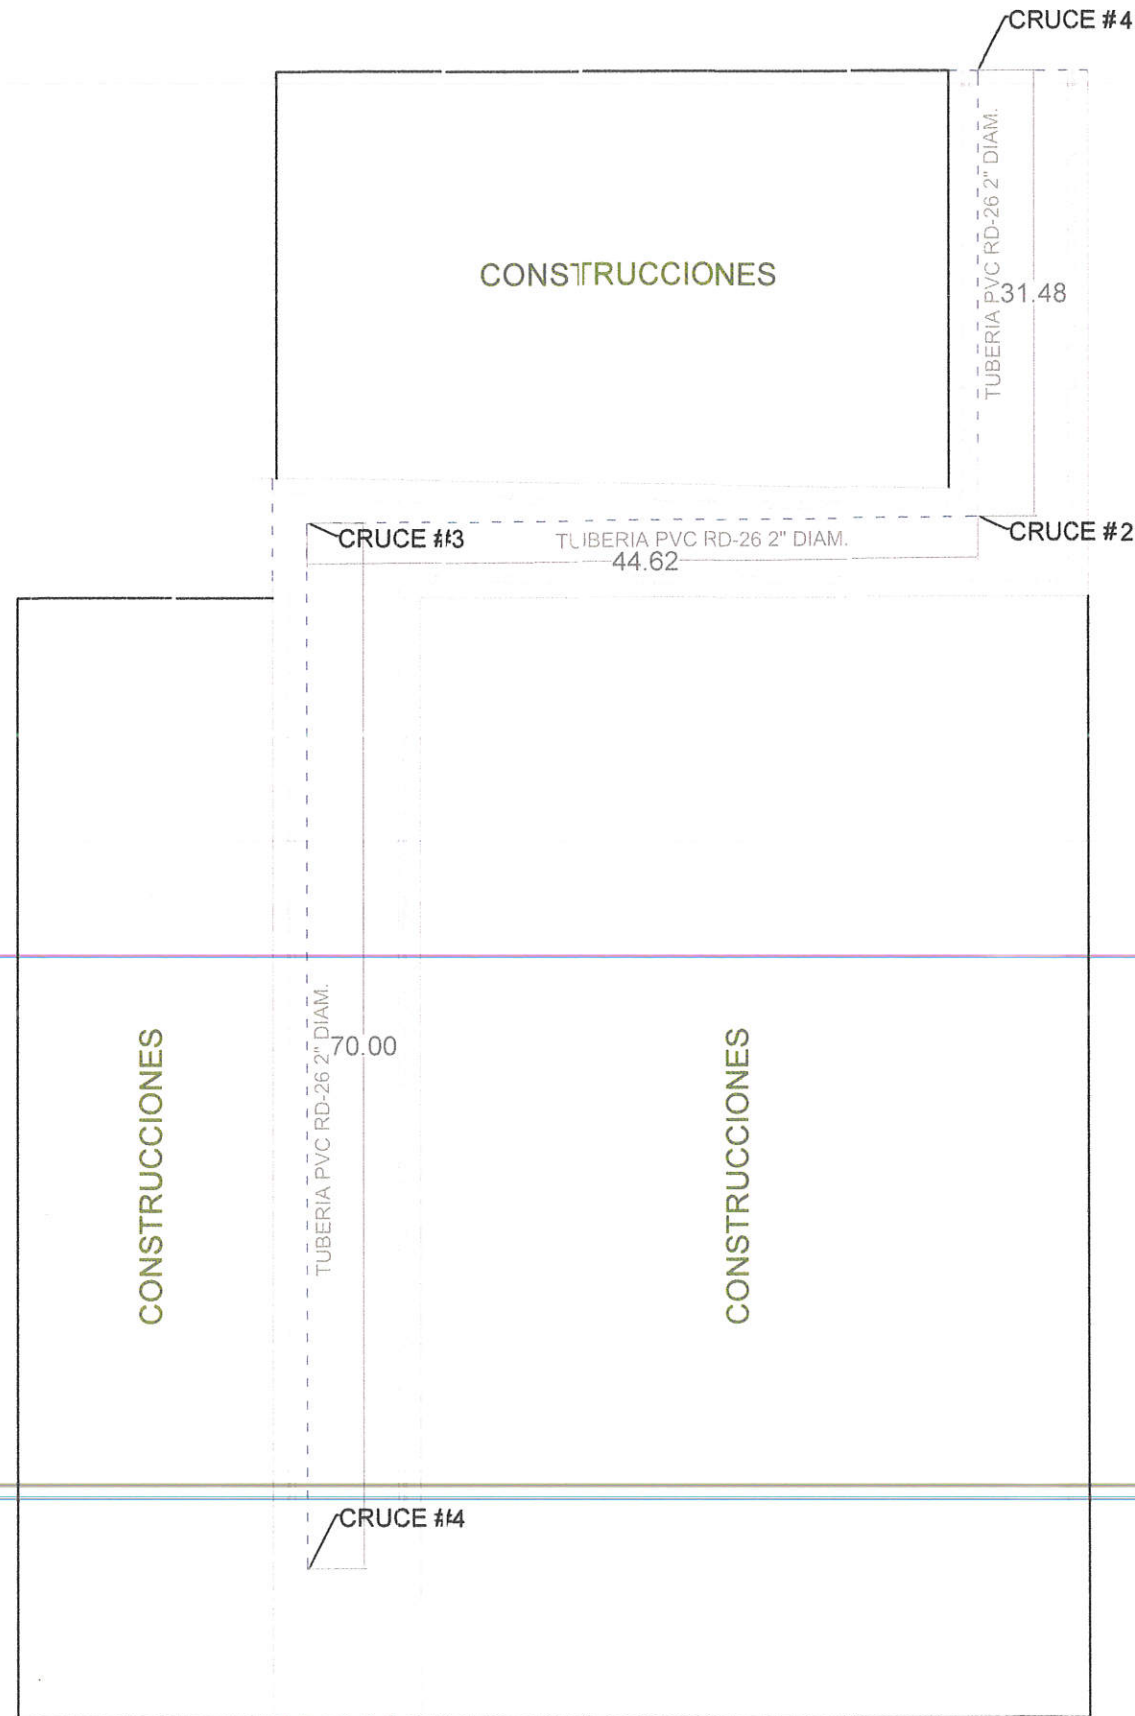 CRUCE #4
TUBERIA PVC RD-26 2" DIAM.
31.48
CONSTRUCCIONES
CRUCE #3
TUBERIA PVC RD-26 2" DIAM.
44.62
CRUCE #2
TUBERIA PVC RD-26 2" DIAM.
70.00
CONSTRUCCIONES
CONSTRUCCIONES
CRUCE #4